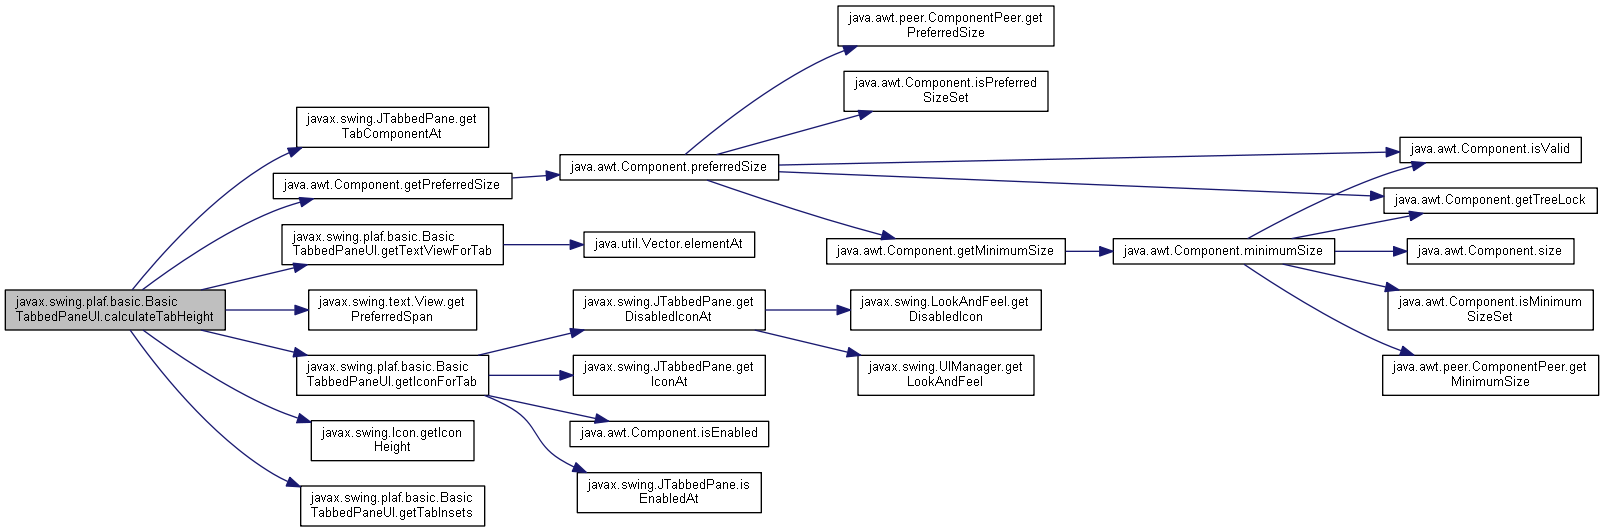 java.awt.peer.ComponentPeer.get
PreferredSize
java.awt.Component.isPreferred
SizeSet
javax.swing.JTabbedPane.get
TabComponentAt
java.awt.Component.preferredSize
java.awt.Component.isValid
java.awt.Component.getPreferredSize
java.awt.Component.getTreeLock
javax.swing.plaf.basic.Basic
TabbedPaneUI.getTextViewForTab
java.util.Vector.elementAt
java.awt.Component.getMinimumSize
java.awt.Component.minimumSize
java.awt.Component.size
javax.swing.plaf.basic.Basic
TabbedPaneUI.calculateTabHeight
javax.swing.text.View.get
PreferredSpan
javax.swing.JTabbedPane.get
DisabledIconAt
javax.swing.LookAndFeel.get
DisabledIcon
java.awt.Component.isMinimum
SizeSet
javax.swing.plaf.basic.Basic
TabbedPaneUI.getIconForTab
javax.swing.JTabbedPane.get
IconAt
javax.swing.UIManager.get
LookAndFeel
java.awt.peer.ComponentPeer.get
MinimumSize
javax.swing.Icon.getIcon
Height
java.awt.Component.isEnabled
javax.swing.plaf.basic.Basic
TabbedPaneUI.getTabInsets
javax.swing.JTabbedPane.is
EnabledAt